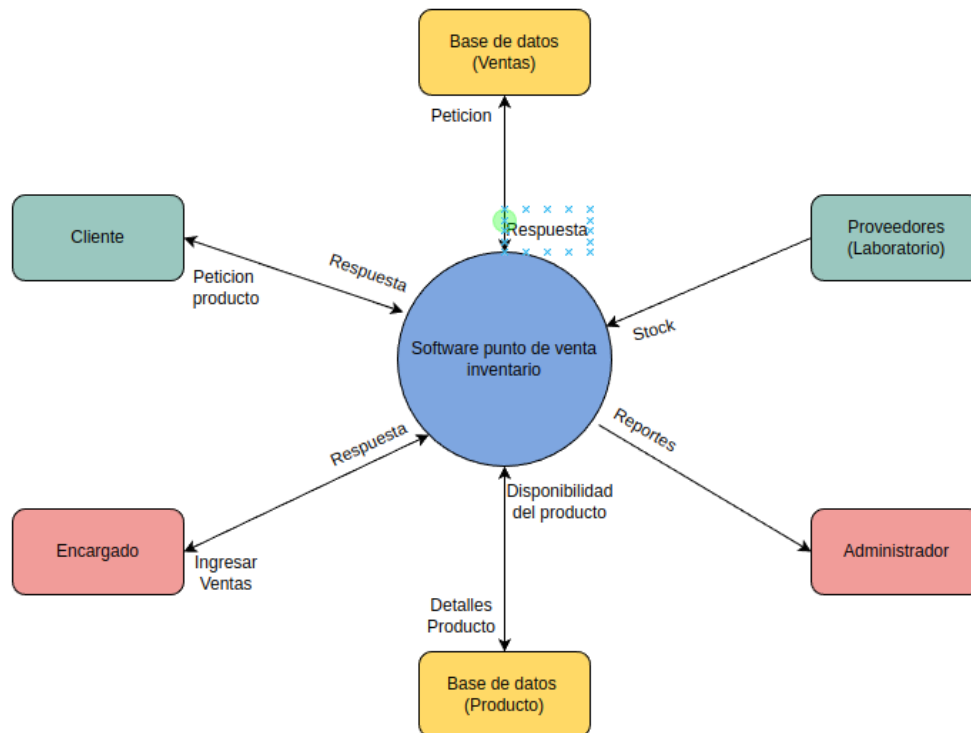 Base de datos
(Ventas)
Peticion
Respuesta
Cliente
Proveedores
(Laboratorio)
Peticion
producto
Respuesta
Stock
Software punto de venta
inventario
Respuesta
Reportes
Encargado
Ingresar
Ventas
Disponibilidad
del producto
Administrador
Detalles
Producto
Base de datos
(Producto)